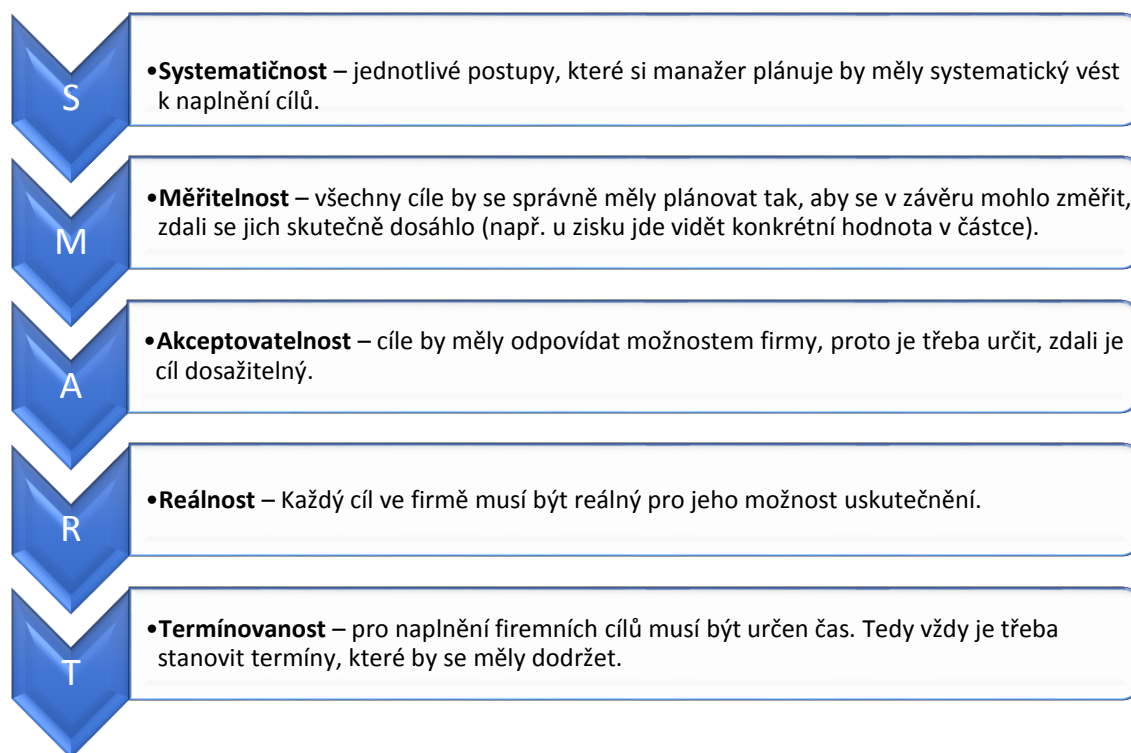 S
•Systematičnost – jednotlivé postupy, které si manažer plánuje by měly systematický vést
k naplnění cílů.
M
•Měřitelnost – všechny cíle by se správně měly plánovat tak, aby se v závěru mohlo změřit,
zdali se jich skutečně dosáhlo (např. u zisku jde vidět konkrétní hodnota v částce).
A
•Akceptovatelnost – cíle by měly odpovídat možnostem firmy, proto je třeba určit, zdali je
cíl dosažitelný.
R
•Reálnost – Každý cíl ve firmě musí být reálný pro jeho možnost uskutečnění.
T
•Termínovanost – pro naplnění firemních cílů musí být určen čas. Tedy vždy je třeba
stanovit termíny, které by se měly dodržet.